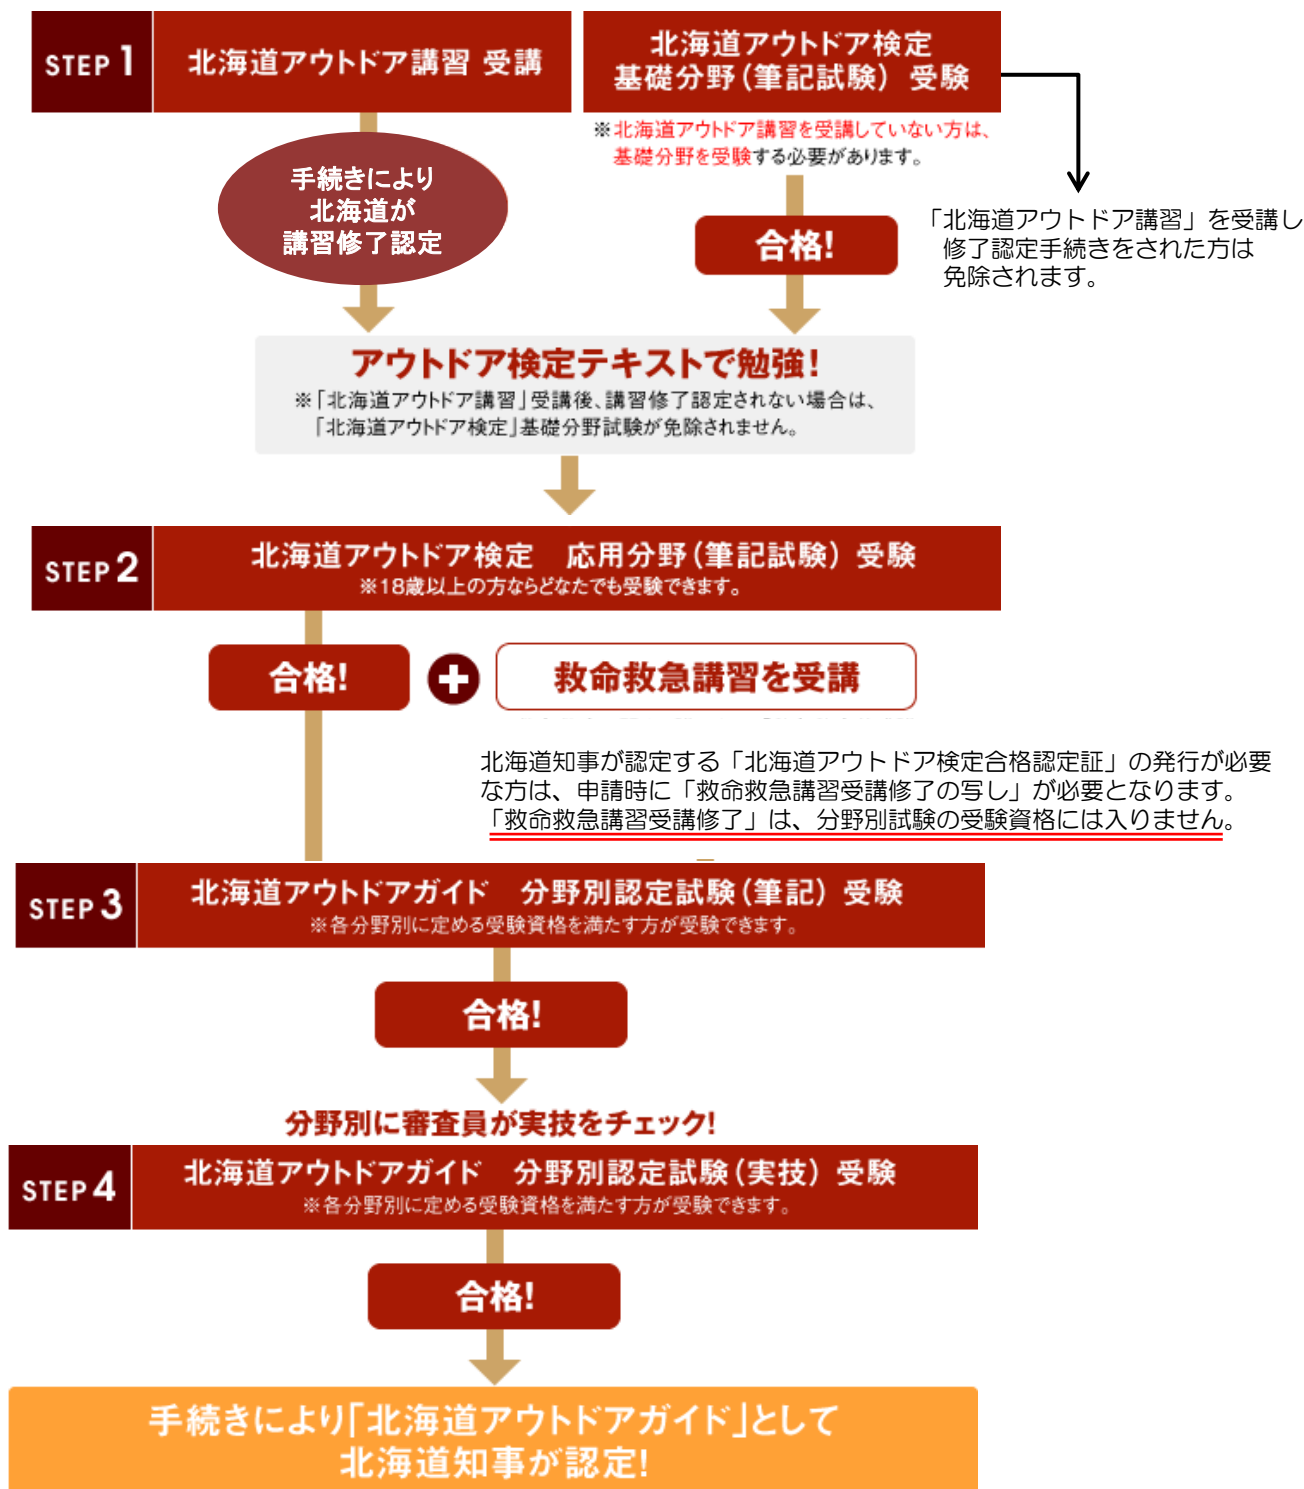 STEP 1
北海道アウトドア講習 受講
北海道アウトドア検定
基礎分野(筆記試験) 受験
※北海道アウトドア講習を受講していない方は、
基礎分野を受験する必要があります。
手続きにより
北海道が
講習修了認定
合格!
「北海道アウトドア講習」を受講し
修了認定手続きをされた方は
免除されます。
アウトドア検定テキストで勉強!
※「北海道アウトドア講習」受講後、講習修了認定されない場合は、
「北海道アウトドア検定」基礎分野試験が免除されません。
STEP 2
北海道アウトドア検定 応用分野(筆記試験) 受験
※18歳以上の方ならどなたでも受験できます。
合格!
救命救急講習を受講
北海道知事が認定する「北海道アウトドア検定合格認定証」の発行が必要
な方は、申請時に「救命救急講習受講修了の写し」が必要となります。
「救命救急講習受講修了」は、分野別試験の受験資格には入りません。
STEP 3
北海道アウトドアガイド 分野別認定試験(筆記) 受験
※各分野別に定める受験資格を満たす方が受験できます。
合格!
分野別に審査員が実技をチェック!
STEP 4
北海道アウトドアガイド 分野別認定試験(実技) 受験
※各分野別に定める受験資格を満たす方が受験できます。
合格!
手続きにより「北海道アウトドアガイド」として
北海道知事が認定!